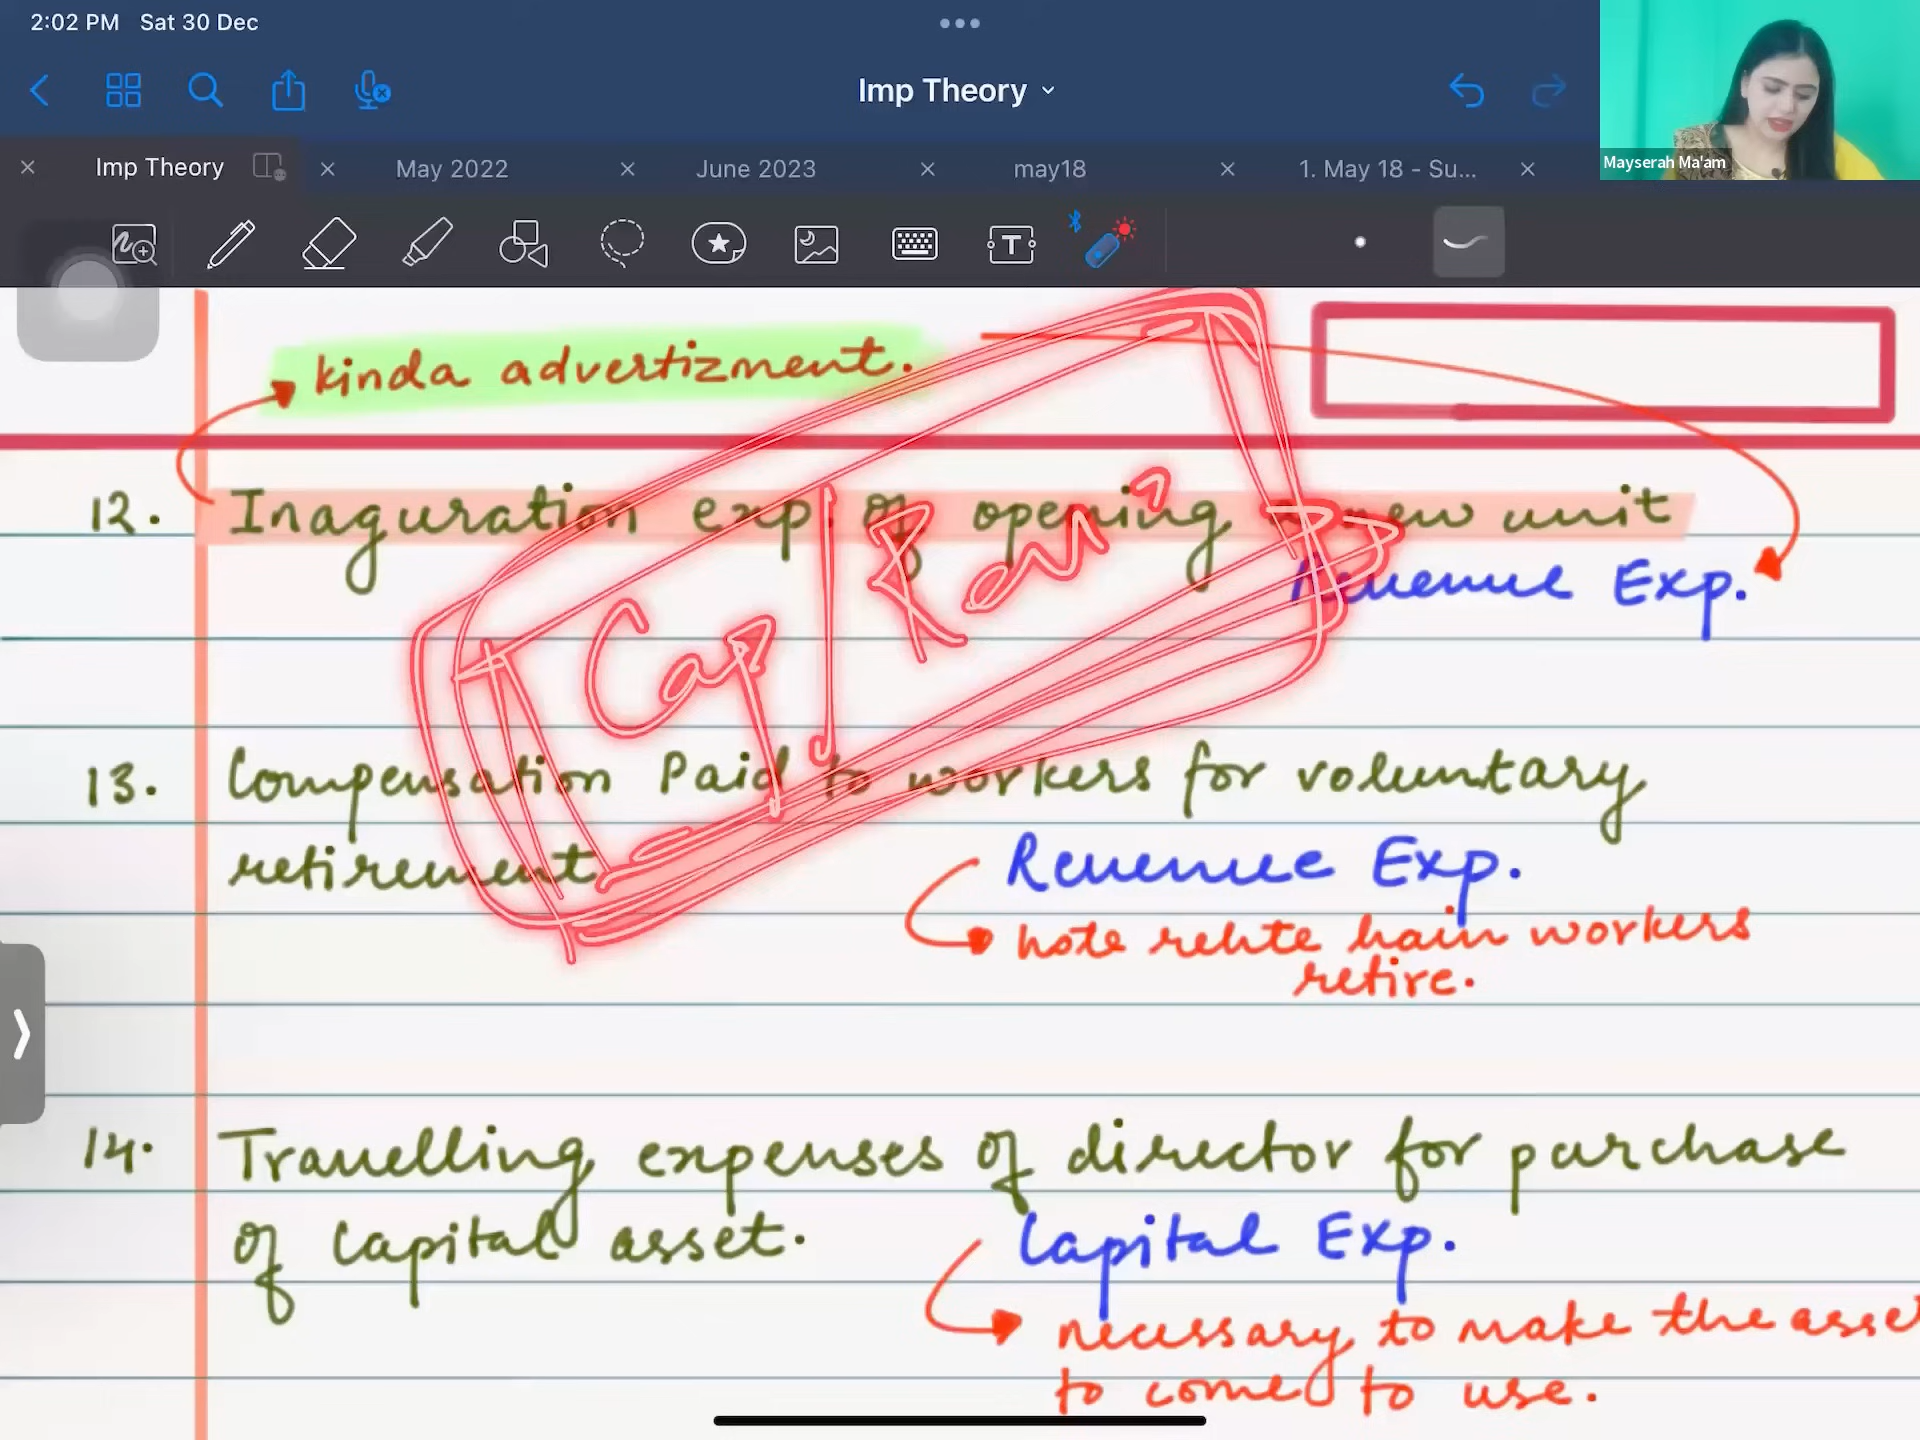 2:02 PM Sat 30 Dec
Imp Theory
Mayserah Ma'am
Imp Theory
May 2022
June 2023
may18
1. May 18 - Su...
T
kinda advertizment.
12. Inaguration exp. of opening a new unit
Revenue Exp.
Cap/Rev?
13. Compensation Paid to workers for voluntary
retirement
Revenue Exp.
hote rehte hain workers
retire.
14. Travelling expenses of director for purchase
of Capital asset.
Capital Exp.
necessary to make the asset
to come to use.